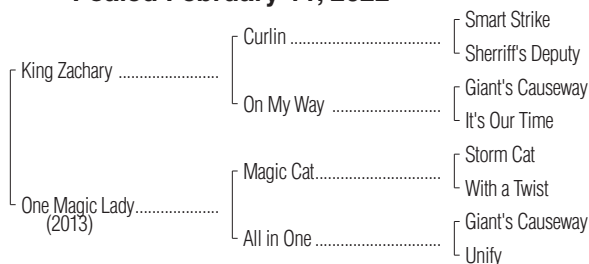 Foaled February 11, 2022
Smart Strike
Curlin
Sherriff's Deputy
King Zachary
Giant's Causeway
On My Way
It's Our Time
Storm Cat
Magic Cat
With a Twist
One Magic Lady
(2013)
Giant's Causeway
All in One
Unify